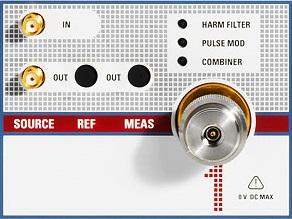 IN
HARM FILTER
PULSE MOD
COMBINER
OUT OUT
SOURCE REF MEAS
1
0 V DC MAX